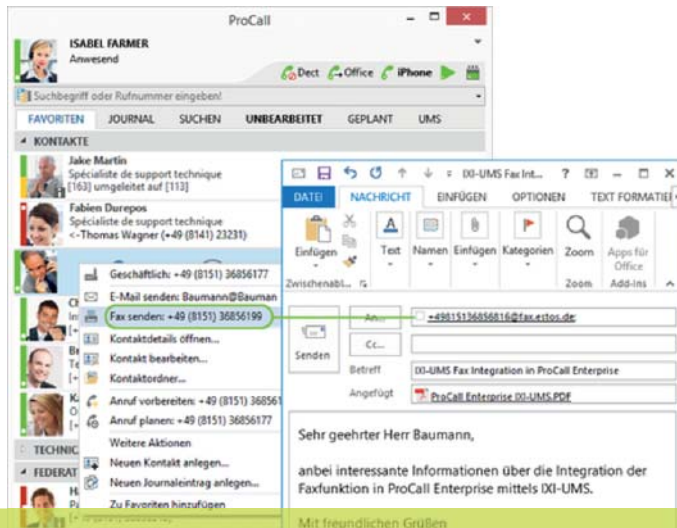 ProCall
ISABEL FARMER
Anwesend
Dect Office iPhone
Suchbegriff oder Rufnummer eingeben!
FAVORITEN JOURNAL SUCHEN UNBEARBEITET GEPLANT UMS
KONTAKTE
Jake Martin
Spécialiste de support technique
[163] umgeleitet auf [113]
Fabien Durepos
Spécialiste de support technique
<-Thomas Wagner (+49 (8141) 23231)
Geschäftlich: +49 (8151) 36856177
E-Mail senden: Baumann@Bauman
Fax senden: +49 (8151) 36856199
Kontaktdetails öffnen...
Kontakt bearbeiten...
Kontaktordner...
Anruf vorbereiten: +49 (8151) 368561
Anruf planen: +49 (8151) 36856177
Weitere Aktionen
Neuen Kontakt anlegen...
Neuen Journaleintrag anlegen...
Zu Favoriten hinzufügen
TECHNIC
FEDERAT
IXI-UMS Fax Int... ?
DATEI NACHRICHT EINFÜGEN OPTIONEN TEXT FORMATIE
Einfügen Text Namen Einfügen Kategorien Zoom Apps für
Office
Zwischenabl... Zoom Add-Ins
Senden
An... +49815136856816@fax.estos.de;
Cc...
Betreff IXI-UMS Fax Integration in ProCall Enterprise
Angefügt ProCall Enterprise IXI-UMS.PDF
Sehr geehrter Herr Baumann,
anbei interessante Informationen über die Integration der
Faxfunktion in ProCall Enterprise mittels IXI-UMS.
Mit freundlichen Grüßen